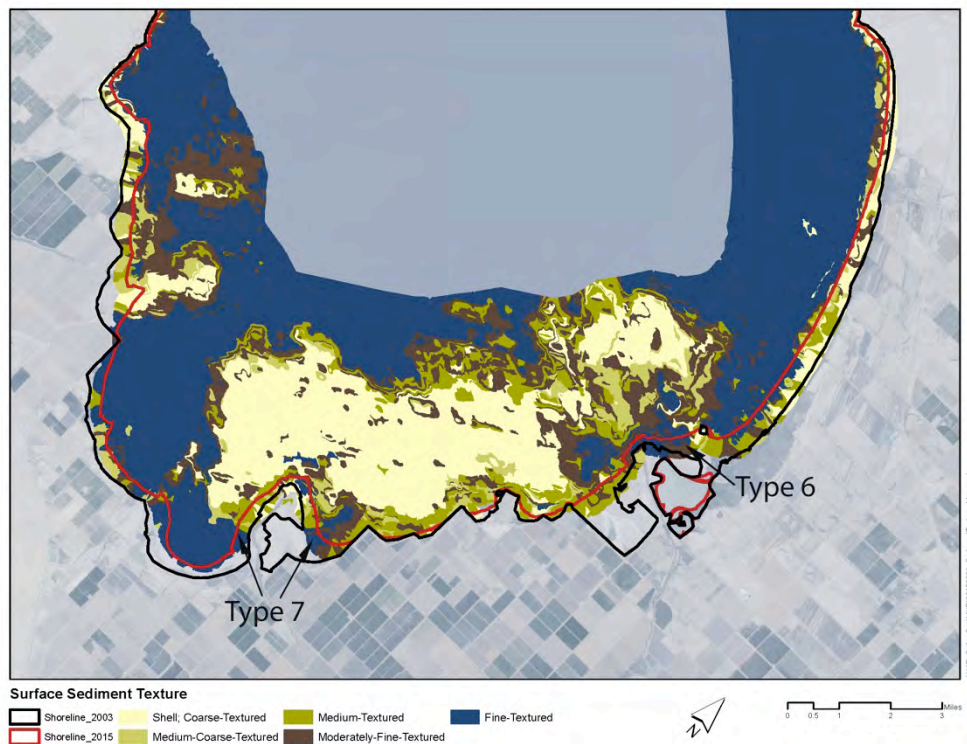 Type 6
Type 7
Surface Sediment Texture
Shoreline_2003 Shell; Coarse-Textured Medium-Textured Fine-Textured
Shoreline_2015 Medium-Coarse-Textured Moderately-Fine-Textured
Miles
0 0.5 1 2 3